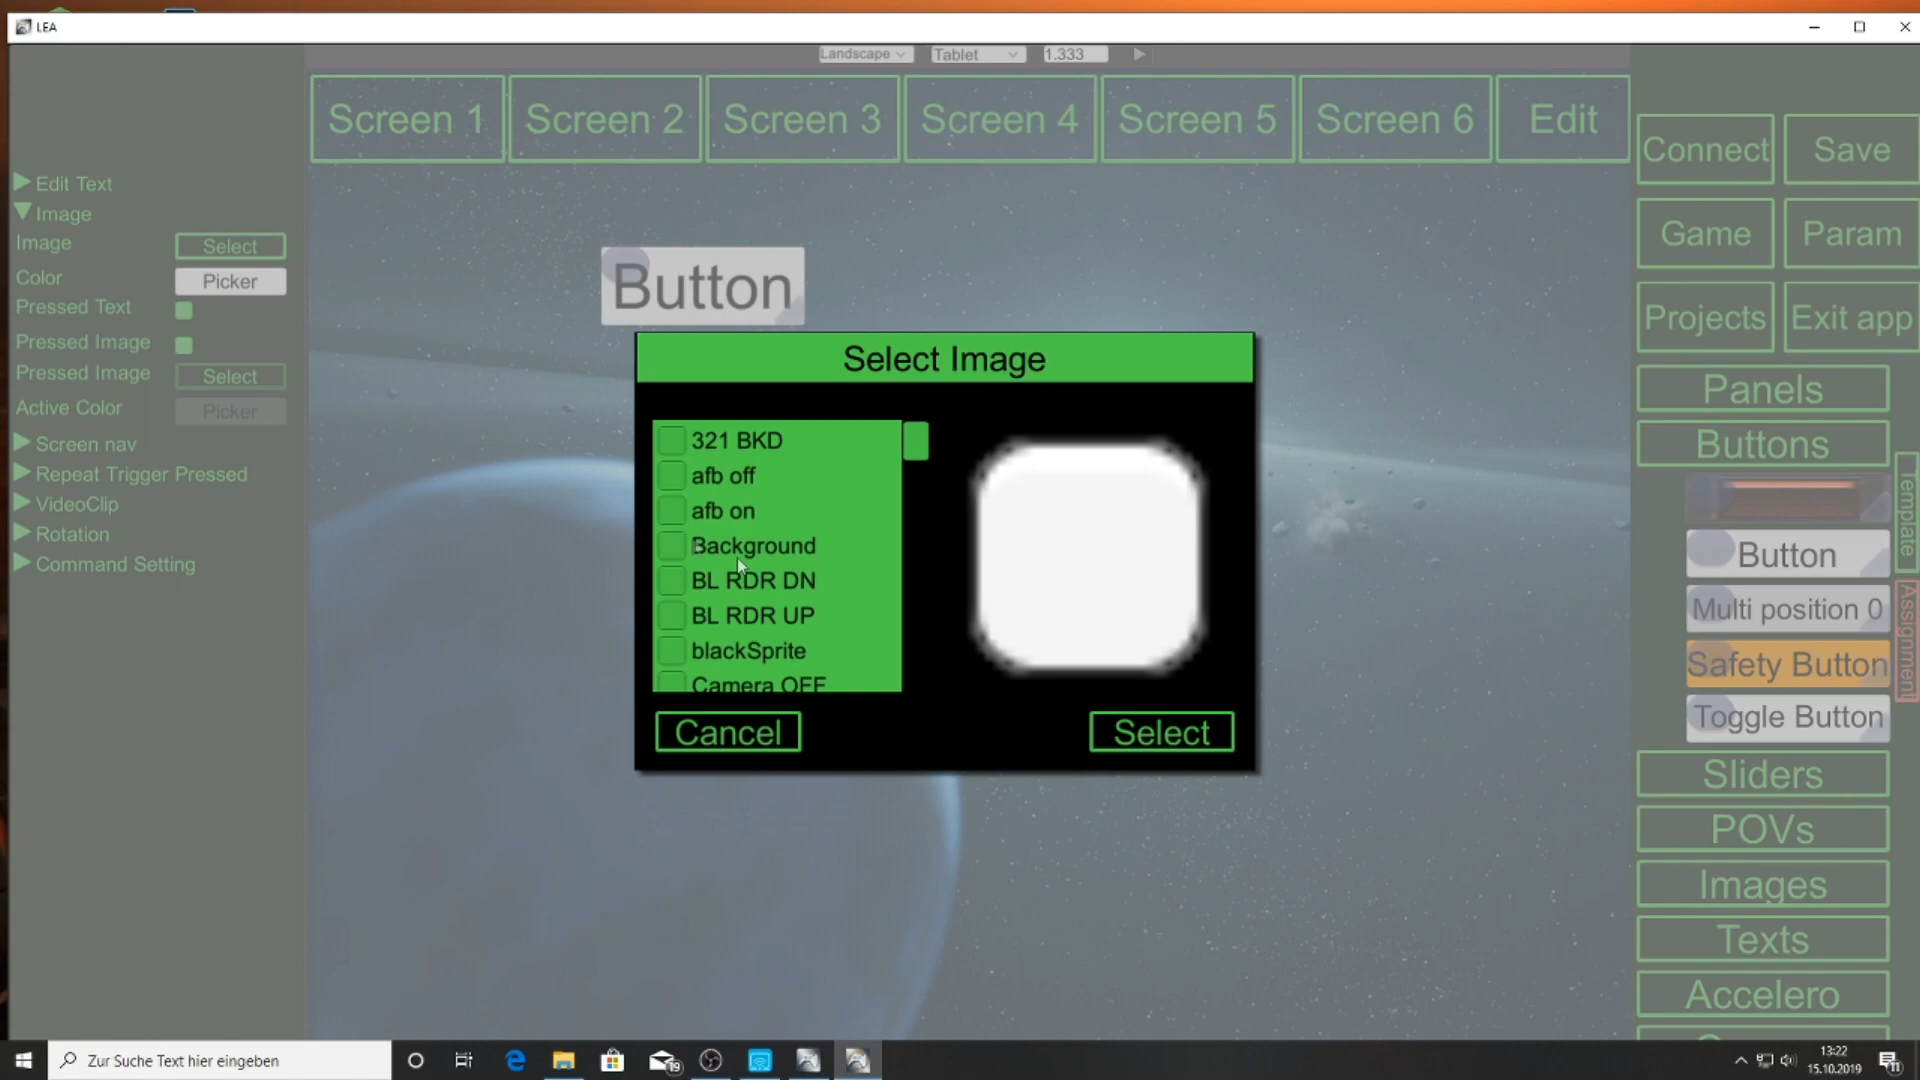 LEA
Landscape
Tablet
1.333
Screen 1
Screen 2
Screen 3
Screen 4
Screen 5
Screen 6
Edit
Edit Text
Image
Image
Select
Color
Picker
Pressed Text
Pressed Image
Pressed Image
Select
Active Color
Picker
Screen nav
Repeat Trigger Pressed
VideoClip
Rotation
Command Setting
Button
Select Image
321 BKD
afb off
afb on
Background
BL RDR DN
BL RDR UP
blackSprite
Camera OFF
Cancel
Select
Connect
Save
Game
Param
Projects
Exit app
Panels
Buttons
Button
Multi position 0
Safety Button
Toggle Button
Template
Assignment
Sliders
POVs
Images
Texts
Accelero
Zur Suche Text hier eingeben
19
13:22
15.10.2019
11